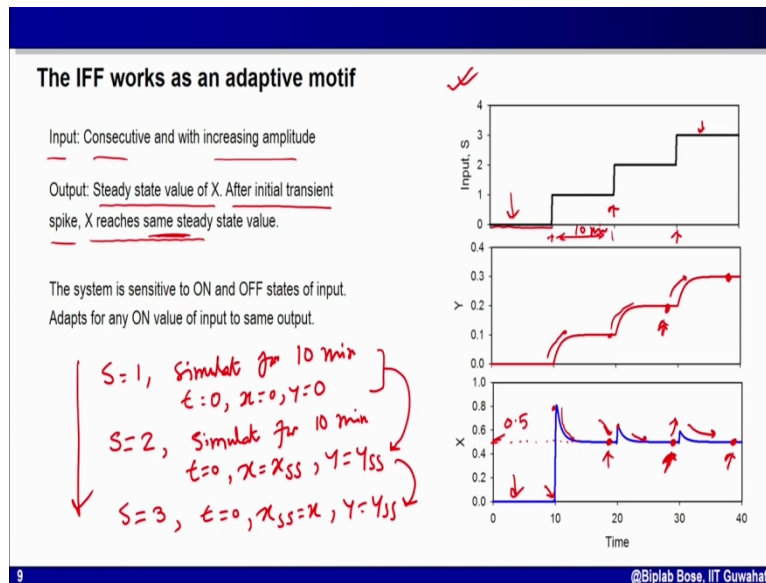 The IFF works as an adaptive motif
Input: Consecutive and with increasing amplitude
Output: Steady state value of X. After initial transient
spike, X reaches same steady state value.
The system is sensitive to ON and OFF states of input.
Adapts for any ON value of input to same output.
S=1, Simulat for 10 min
t=0, x=0, y=0
S=2, Simulat for 10 min
t=0, x=xss, y=yss
S=3, t=0, xss=x, y=yss
Input, S
4
3
2
1
0
10 min
Y
0.4
0.3
0.2
0.1
0.0
X
1.0
0.8
0.6
0.4
0.2
0.0
0.5
0 10 20 30 40
Time
9
@Biplab Bose, IIT Guwahat